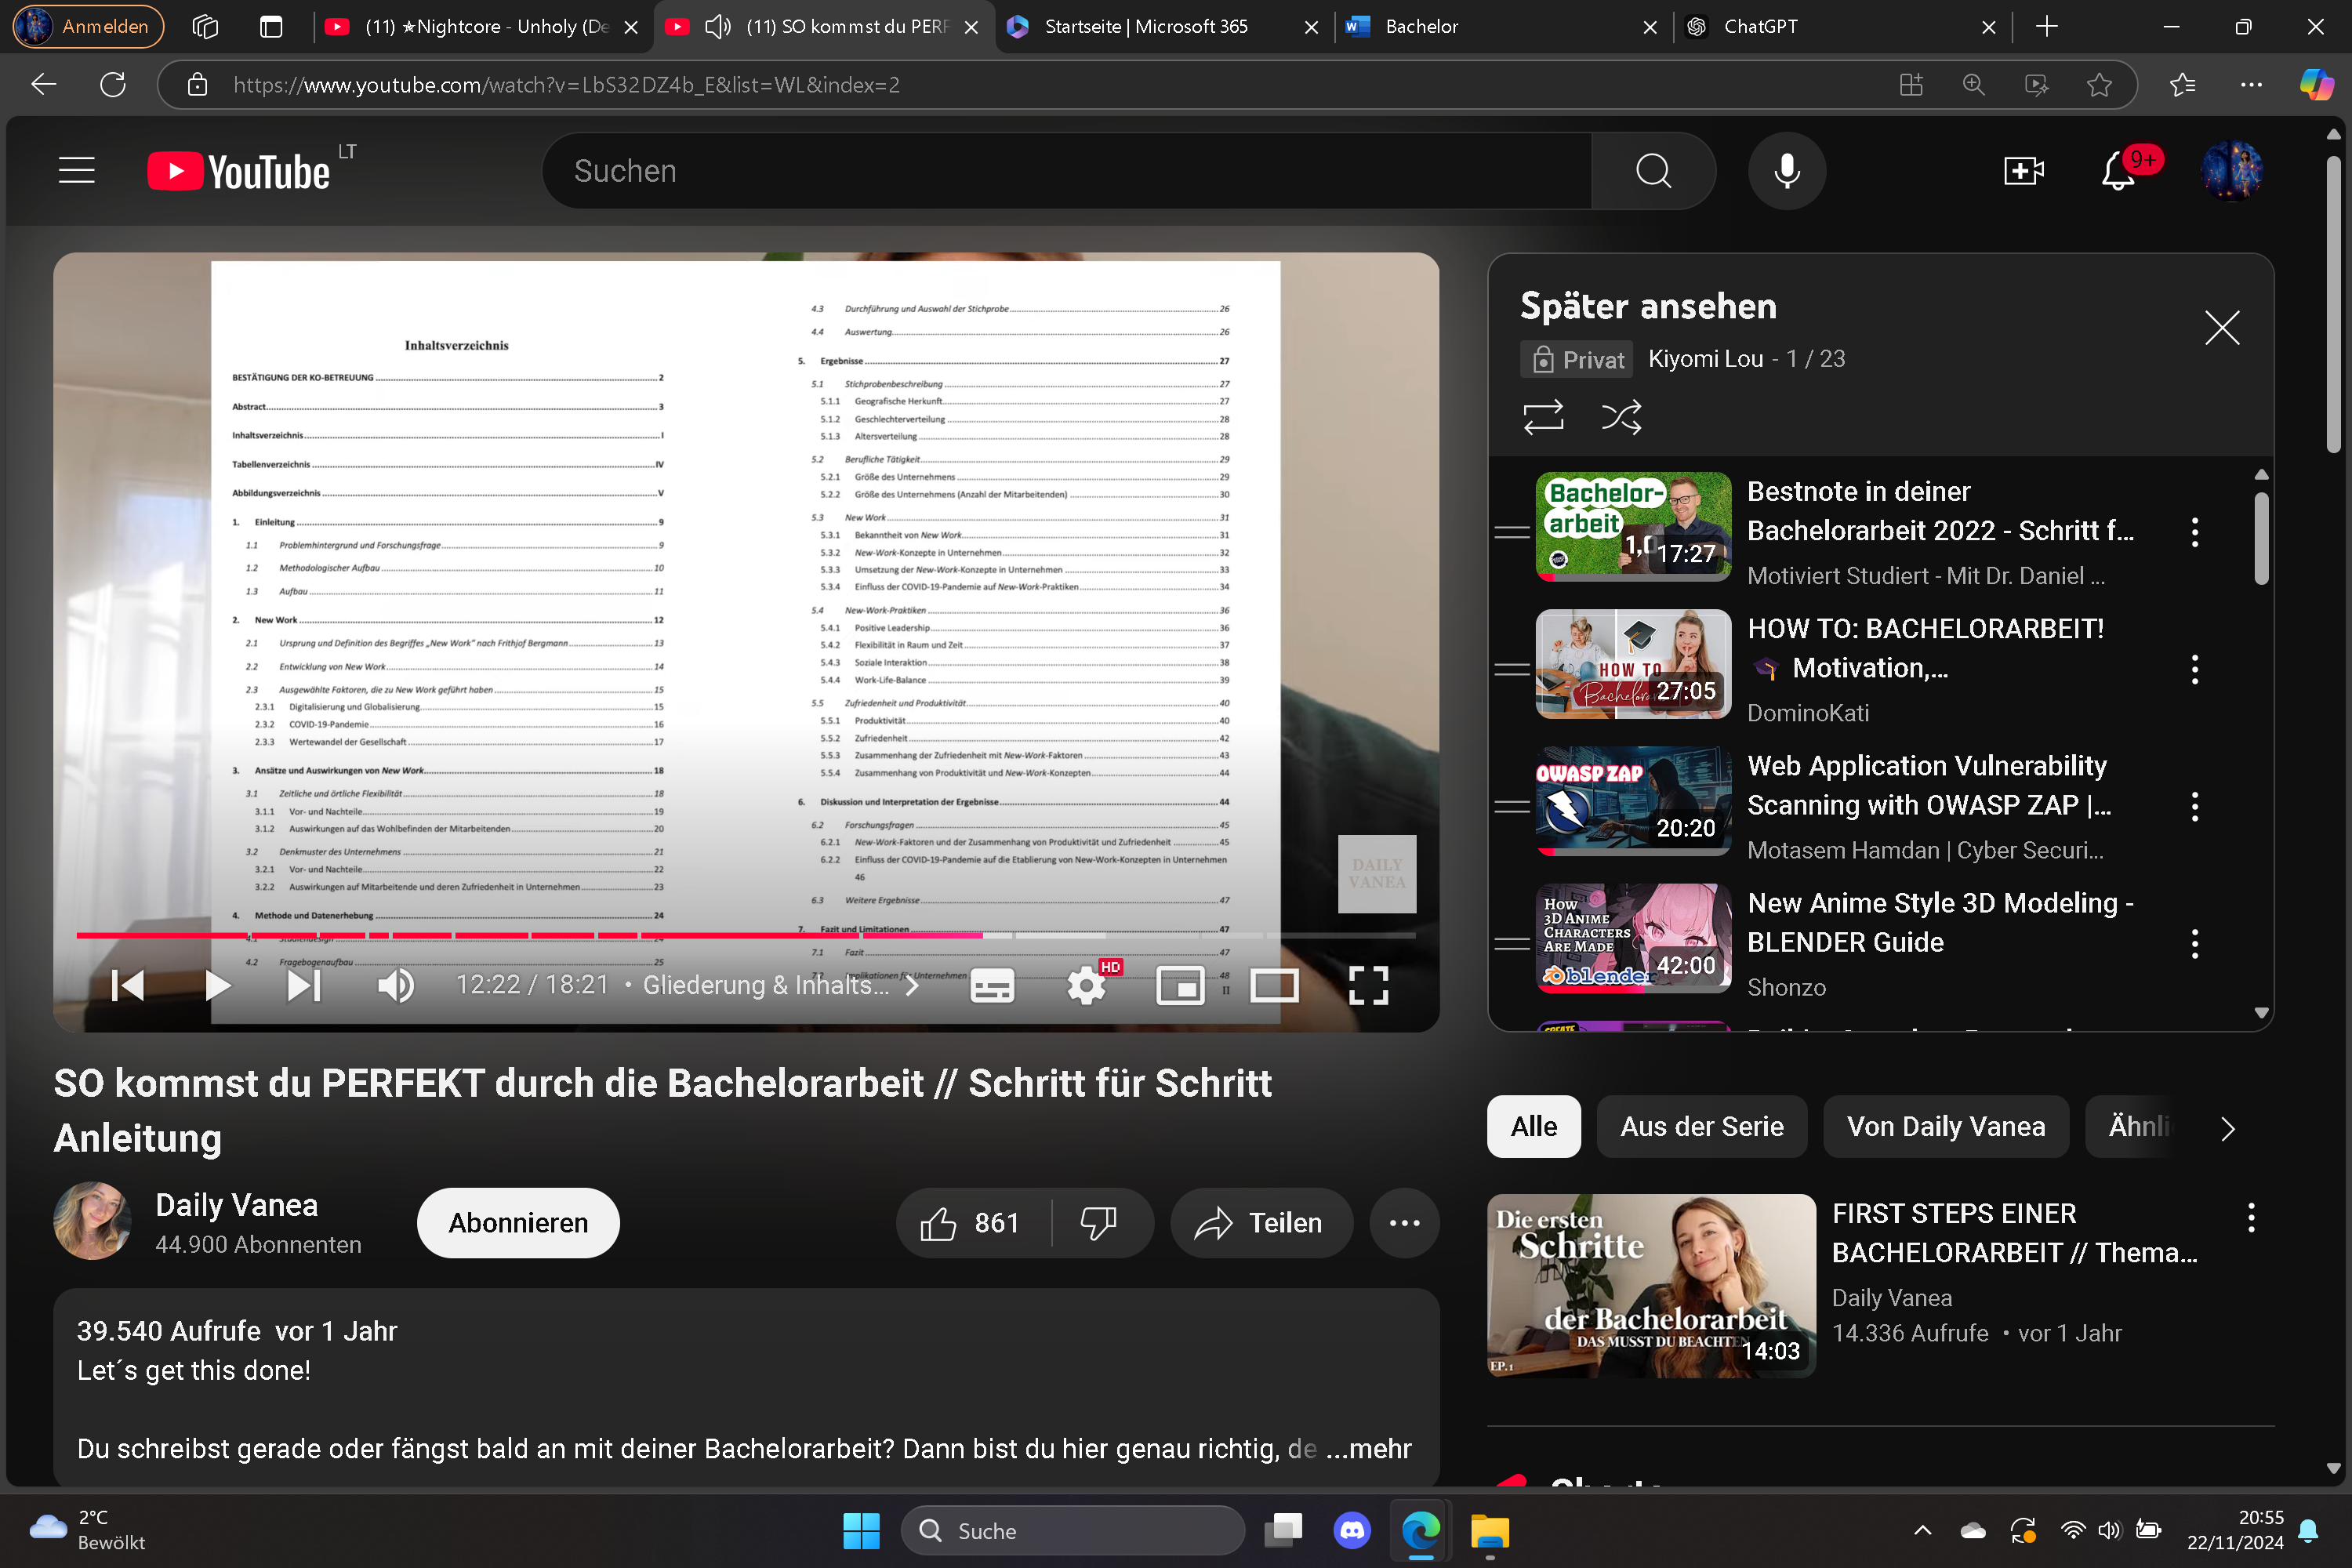 Anmelden
(11) ★Nightcore - Unholy (De
(11) SO kommst du PERF
Startseite | Microsoft 365
Bachelor
ChatGPT
https://www.youtube.com/watch?v=LbS32DZ4b_E&list=WL&index=2
YouTube LT
Suchen
9+
Inhaltsverzeichnis
BESTÄTIGUNG DER KO-BETREUUNG 2
Abstract 3
Inhaltsverzeichnis I
Tabellenverzeichnis IV
Abbildungsverzeichnis V
1. Einleitung 9
1.1 Problemhintergrund und Forschungsfrage 9
1.2 Methodologischer Aufbau 10
1.3 Aufbau 11
2. New Work 12
2.1 Ursprung und Definition des Begriffes „New Work" nach Frithjof Bergmann 13
2.2 Entwicklung von New Work 14
2.3 Ausgewählte Faktoren, die zu New Work geführt haben 15
2.3.1 Digitalisierung und Globalisierung 15
2.3.2 COVID-19-Pandemie 16
2.3.3 Wertewandel der Gesellschaft 17
3. Ansätze und Auswirkungen von New Work 18
3.1 Zeitliche und örtliche Flexibilität 18
3.1.1 Vor- und Nachteile 19
3.1.2 Auswirkungen auf das Wohlbefinden der Mitarbeitenden 20
3.2 Denkmuster des Unternehmens 21
3.2.1 Vor- und Nachteile 22
3.2.2 Auswirkungen auf Mitarbeitende und deren Zufriedenheit in Unternehmen 23
4. Methode und Datenerhebung 24
4.1 Studiendesign 24
4.2 Fragebogenaufbau 25
4.3 Durchführung und Auswahl der Stichprobe 26
4.4 Auswertung 26
5. Ergebnisse 27
5.1 Stichprobenbeschreibung 27
5.1.1 Geografische Herkunft 27
5.1.2 Geschlechterverteilung 28
5.1.3 Altersverteilung 28
5.2 Berufliche Tätigkeit 29
5.2.1 Größe des Unternehmens 29
5.2.2 Größe des Unternehmens (Anzahl der Mitarbeitenden) 30
5.3 New Work 31
5.3.1 Bekanntheit von New Work 31
5.3.2 New-Work-Konzepte in Unternehmen 32
5.3.3 Umsetzung der New-Work-Konzepte in Unternehmen 33
5.3.4 Einfluss der COVID-19-Pandemie auf New-Work-Praktiken 34
5.4 New-Work-Praktiken 36
5.4.1 Positive Leadership 36
5.4.2 Flexibilität in Raum und Zeit 37
5.4.3 Soziale Interaktion 38
5.4.4 Work-Life-Balance 39
5.5 Zufriedenheit und Produktivität 40
5.5.1 Produktivität 40
5.5.2 Zufriedenheit 42
5.5.3 Zusammenhang der Zufriedenheit mit New-Work-Faktoren 43
5.5.4 Zusammenhang von Produktivität und New-Work-Konzepten 44
6. Diskussion und Interpretation der Ergebnisse 44
6.2 Forschungsfragen 45
6.2.1 New-Work-Faktoren und der Zusammenhang von Produktivität und Zufriedenheit 45
6.2.2 Einfluss der COVID-19-Pandemie auf die Etablierung von New-Work-Konzepten in Unternehmen
46
6.3 Weitere Ergebnisse 47
7. Fazit und Limitationen 47
7.1 Fazit 47
Implikationen für Unternehmen 48
II
DAILY
VANEA
12:22 / 18:21 • Gliederung & Inhalts...
HD
SO kommst du PERFEKT durch die Bachelorarbeit // Schritt für Schritt
Anleitung
Daily Vanea
44.900 Abonnenten
Abonnieren
861
Teilen
39.540 Aufrufe vor 1 Jahr
Let´s get this done!
Du schreibst gerade oder fängst bald an mit deiner Bachelorarbeit? Dann bist du hier genau richtig, de ...mehr
Später ansehen
Privat Kiyomi Lou - 1 / 23
Bachelor-
arbeit
1,0
17:27
Bestnote in deiner
Bachelorarbeit 2022 - Schritt f...
Motiviert Studiert - Mit Dr. Daniel ...
HOW TO
Bachelor
27:05
HOW TO: BACHELORARBEIT!
Motivation,...
DominoKati
OWASP ZAP
20:20
Web Application Vulnerability
Scanning with OWASP ZAP |...
Motasem Hamdan | Cyber Securi...
How
3D Anime
Characters
Are Made
blender
42:00
New Anime Style 3D Modeling -
BLENDER Guide
Shonzo
CREATE
Alle
Aus der Serie
Von Daily Vanea
Ähnli
Die ersten
Schritte
der Bachelorarbeit
DAS MUSST DU BEACHTEN
EP.1
14:03
FIRST STEPS EINER
BACHELORARBEIT // Thema...
Daily Vanea
14.336 Aufrufe • vor 1 Jahr
Shorts
2°C
Bewölkt
Suche
20:55
22/11/2024